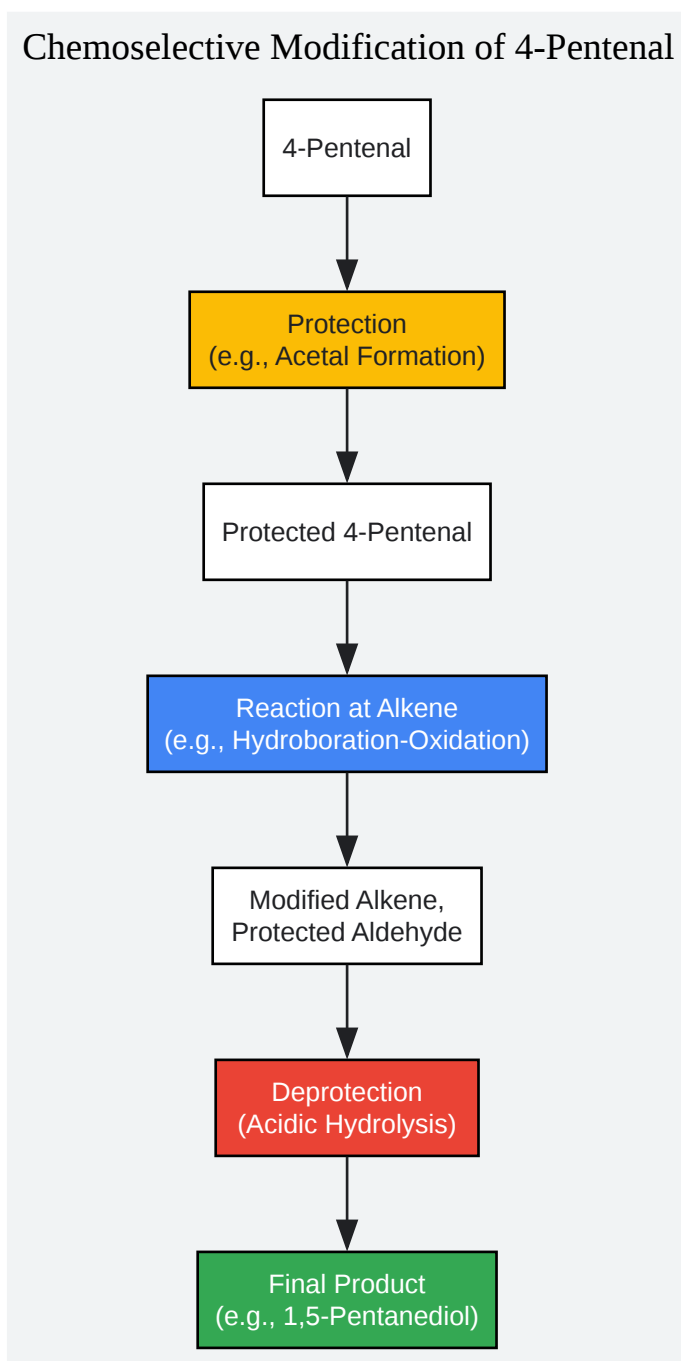 Chemoselective Modification of 4-Pentenal
4-Pentenal
Protection
(e.g., Acetal Formation)
Protected 4-Pentenal
Reaction at Alkene
(e.g., Hydroboration-Oxidation)
Modified Alkene,
Protected Aldehyde
Deprotection
(Acidic Hydrolysis)
Final Product
(e.g., 1,5-Pentanediol)